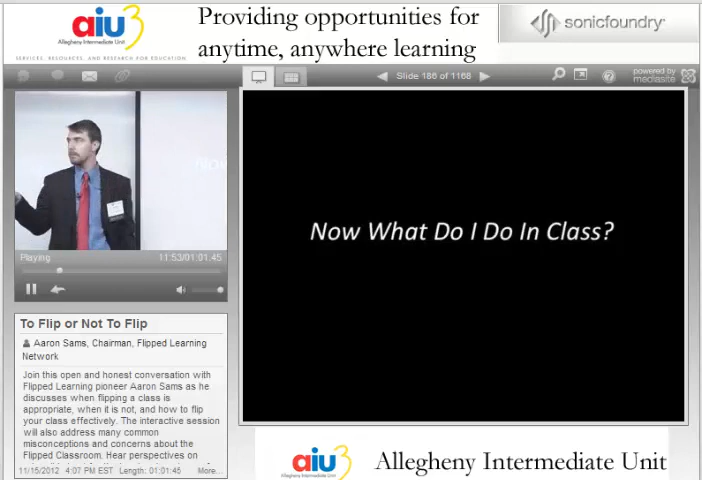 aiu3
Allegheny Intermediate Unit
SERVICES, RESOURCES, AND RESEARCH FOR EDUCATION
Providing opportunities for
anytime, anywhere learning
sonicfoundry
Slide 186 of 1168
powered by
mediasite
Now
Playing
11:53/01:01.45
Now What Do I Do In Class?
To Flip or Not To Flip
Aaron Sams, Chairman, Flipped Learning
Network
Join this open and honest conversation with
Flipped Learning pioneer Aaron Sams as he
discusses when flipping a class is
appropriate, when it is not, and how to flip
your class effectively. The interactive session
will also address many common
misconceptions and concerns about the
Flipped Classroom. Hear perspectives on
11/15/2012 4:07 PM EST Length: 01:01:45 More...
aiu3
Allegheny Intermediate Unit
Allegheny Intermediate Unit